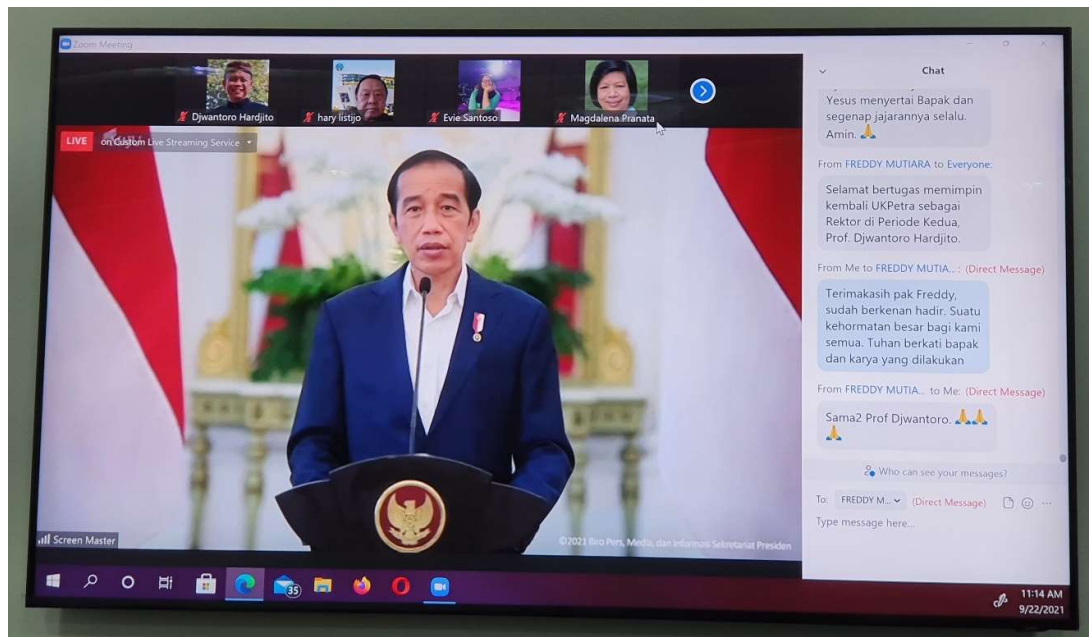 Zoom Meeting
Djwantoro Hardjito
hary listijo
Evie Santoso
Magdalena Pranata
LIVE
on Custom Live Streaming Service
Screen Master
©2021 Biro Pers, Media, dan Informasi Sekretariat Presiden
Chat
Yesus menyertai Bapak dan
segenap jajarannya selalu.
Amin. 🙏
From FREDDY MUTIARA to Everyone:
Selamat bertugas memimpin
kembali UKPetra sebagai
Rektor di Periode Kedua,
Prof. Djwantoro Hardjito.
From Me to FREDDY MUTIA... : (Direct Message)
Terimakasih pak Freddy,
sudah berkenan hadir. Suatu
kehormatan besar bagi kami
semua. Tuhan berkati bapak
dan karya yang dilakukan
From FREDDY MUTIA... to Me: (Direct Message)
Sama2 Prof Djwantoro. 🙏🙏
🙏
Who can see your messages?
To: FREDDY M... (Direct Message)
Type message here...
35
11:14 AM
9/22/2021